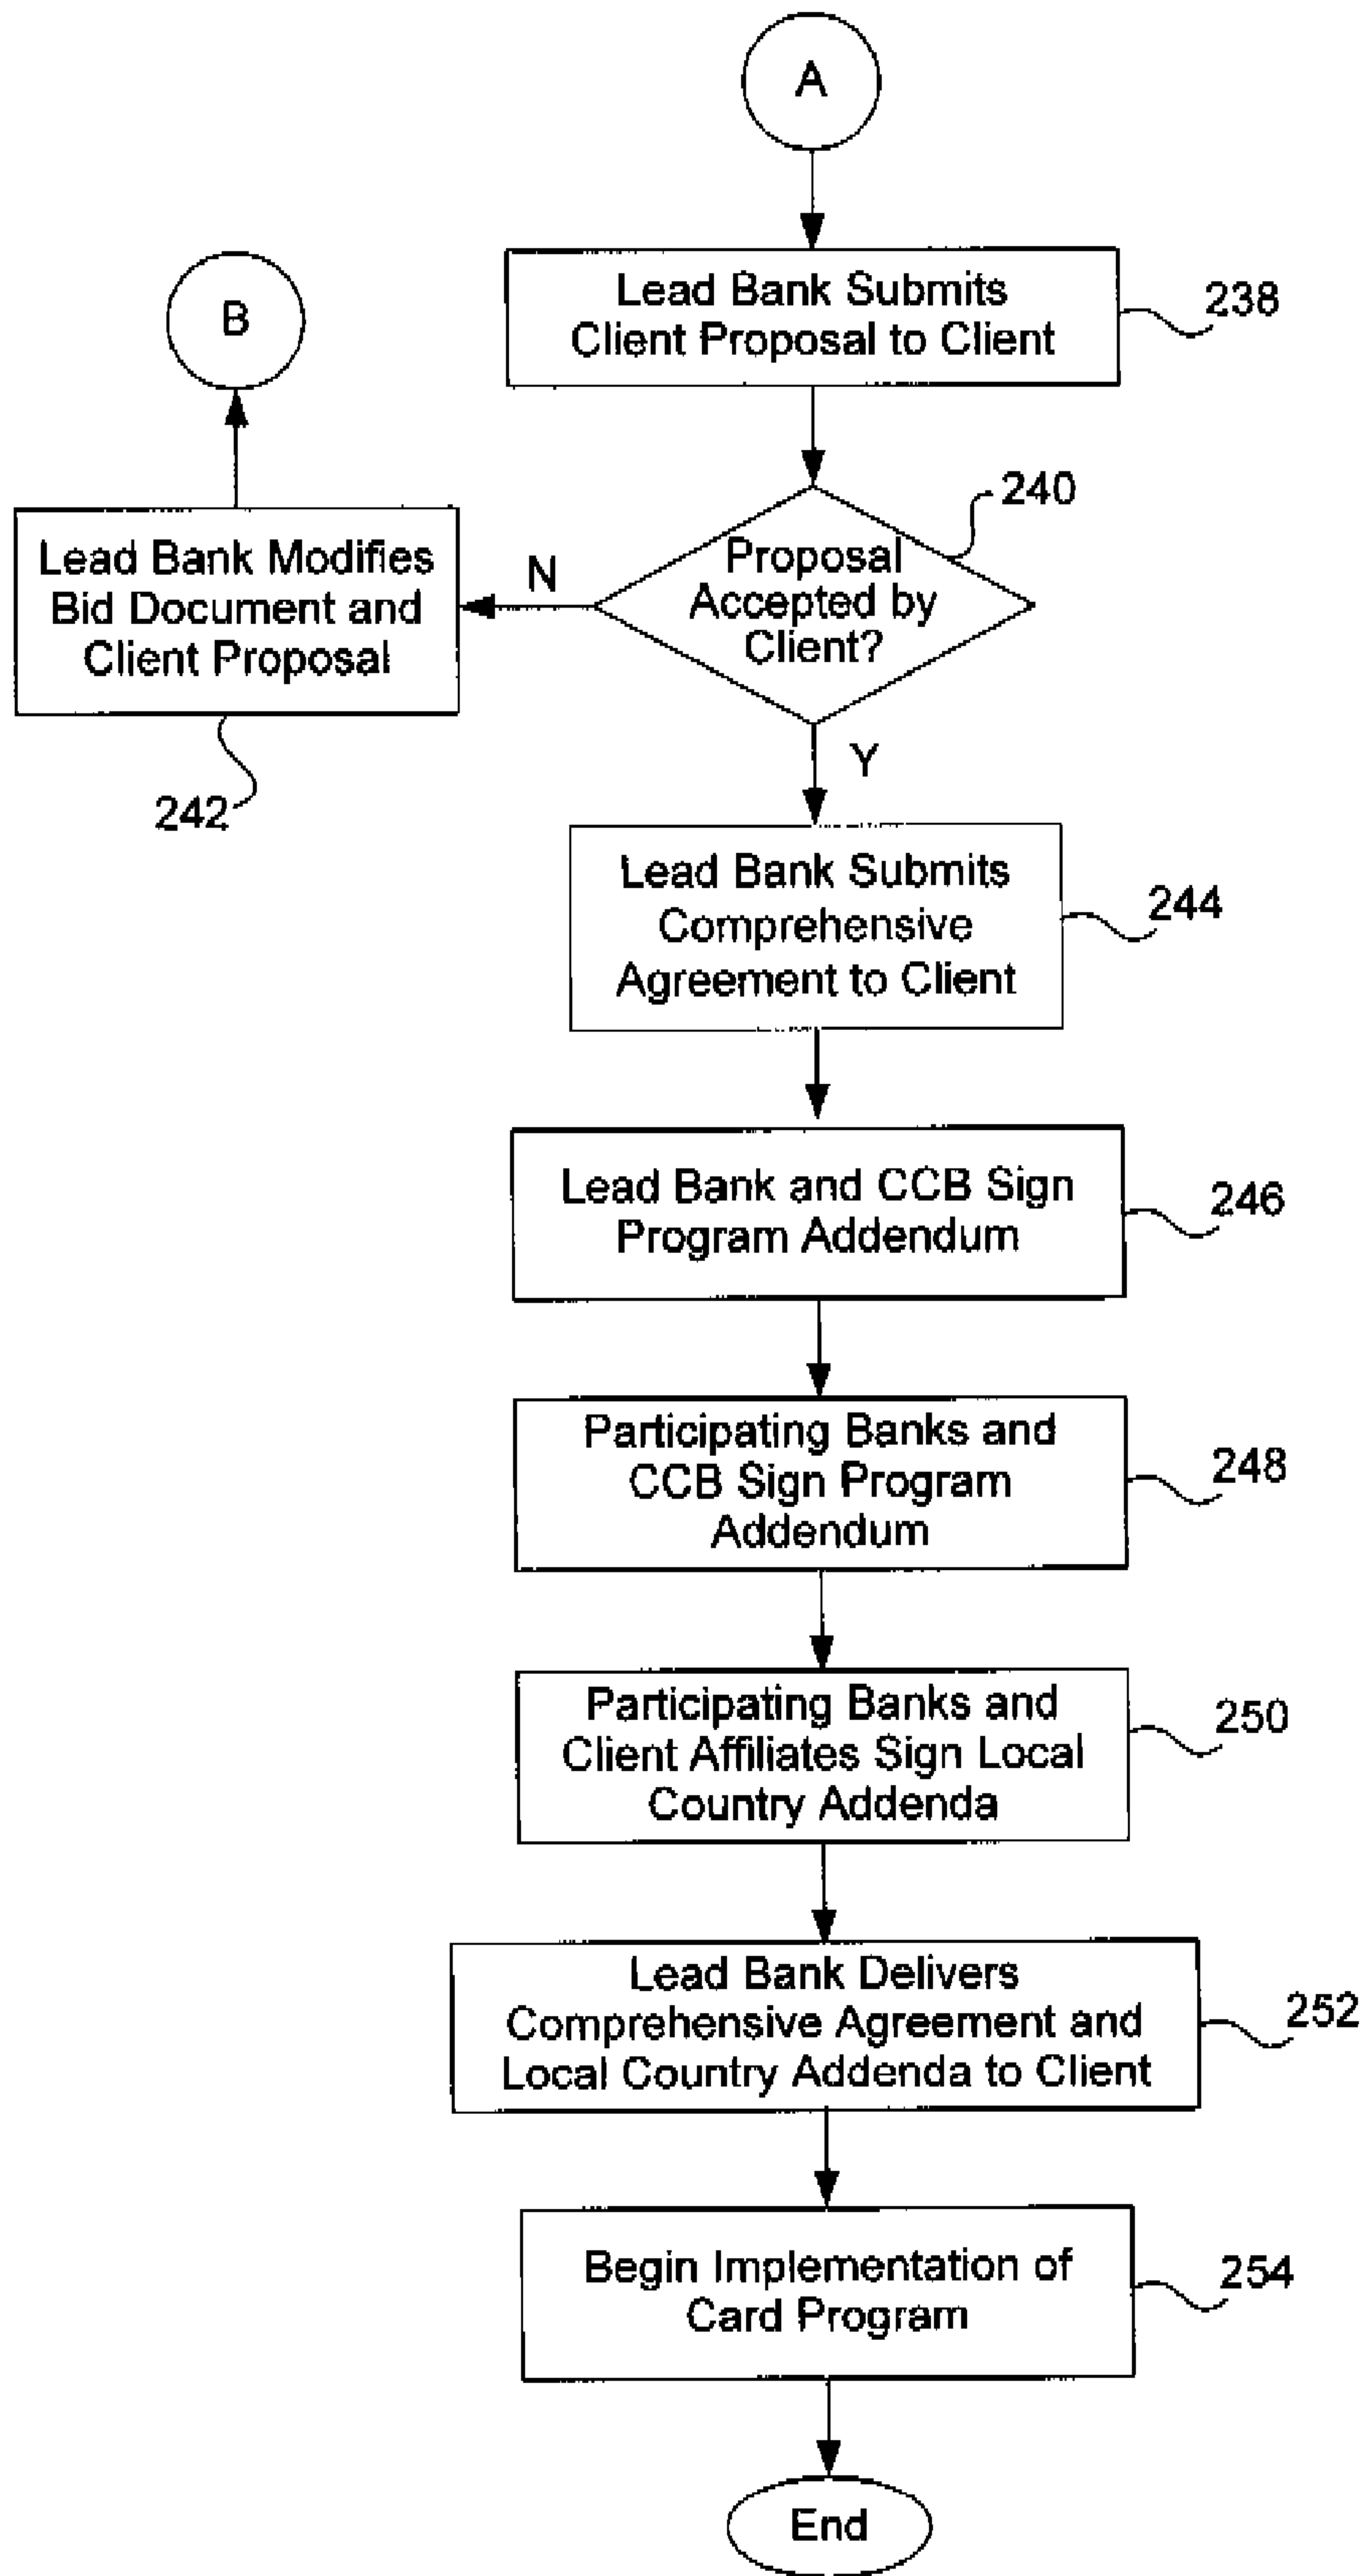 A
Lead Bank Submits
Client Proposal to Client
238
B
240
Proposal
Accepted by
Client?
N
Lead Bank Modifies
Bid Document and
Client Proposal
242
Y
Lead Bank Submits
Comprehensive
Agreement to Client
244
Lead Bank and CCB Sign
Program Addendum
246
Participating Banks and
CCB Sign Program
Addendum
248
Participating Banks and
Client Affiliates Sign Local
Country Addenda
250
Lead Bank Delivers
Comprehensive Agreement and
Local Country Addenda to Client
252
Begin Implementation of
Card Program
254
End